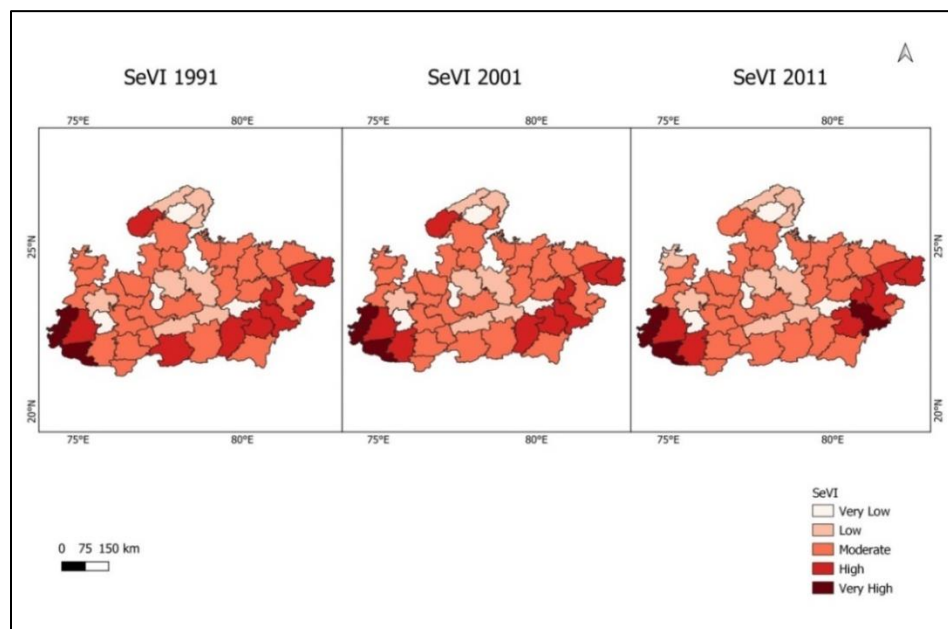 SeVI 1991 SeVI 2001 SeVI 2011
75°E 80°E 75°E 80°E 75°E 80°E
25°N 25°N
20°N 20°N
75°E 80°E 75°E 80°E 75°E 80°E
SeVI
Very Low
Low
0 75 150 km Moderate
High
Very High